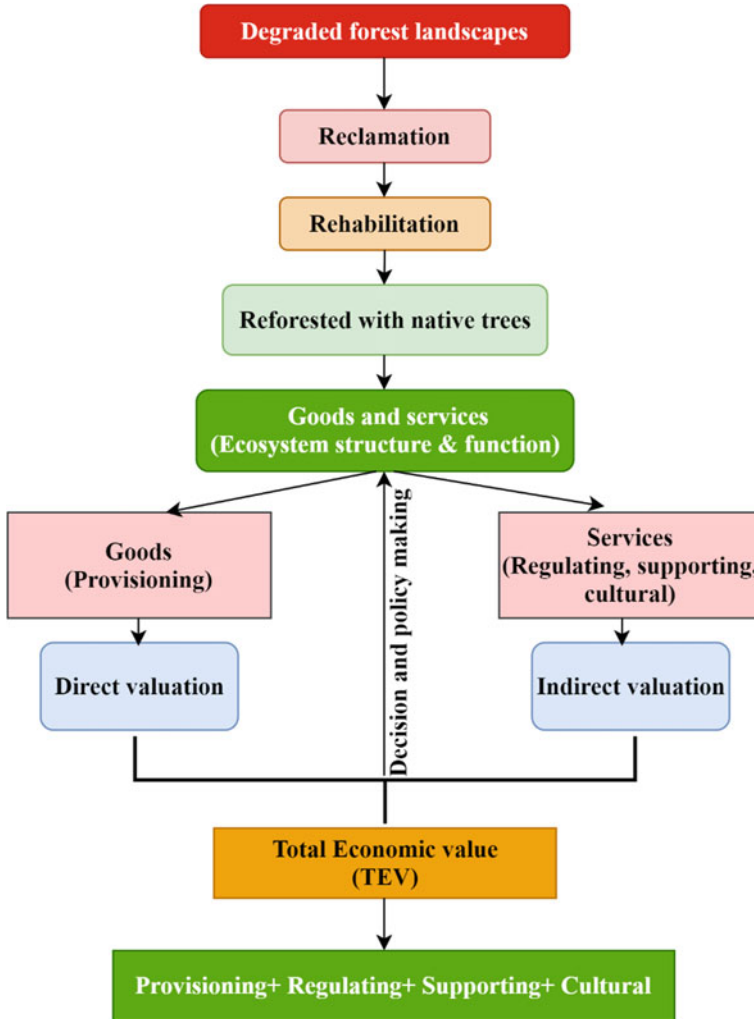 Degraded forest landscapes
Reclamation
Rehabilitation
Reforested with native trees
Goods and services
(Ecosystem structure & function)
Goods
(Provisioning)
Services
(Regulating, supporting,
cultural)
Decision and policy making
Direct valuation
Indirect valuation
Total Economic value
(TEV)
Provisioning+ Regulating+ Supporting+ Cultural